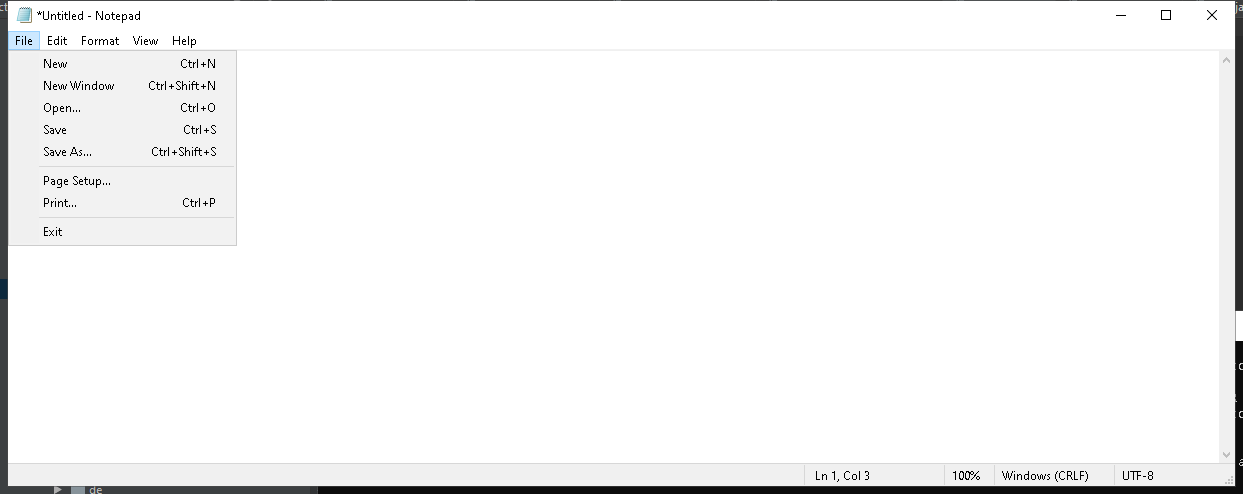 *Untitled - Notepad
File Edit Format View Help
New Ctrl+N
New Window Ctrl+Shift+N
Open... Ctrl+O
Save Ctrl+S
Save As... Ctrl+Shift+S
Page Setup...
Print... Ctrl+P
Exit
Ln 1, Col 3 100% Windows (CRLF) UTF-8
de